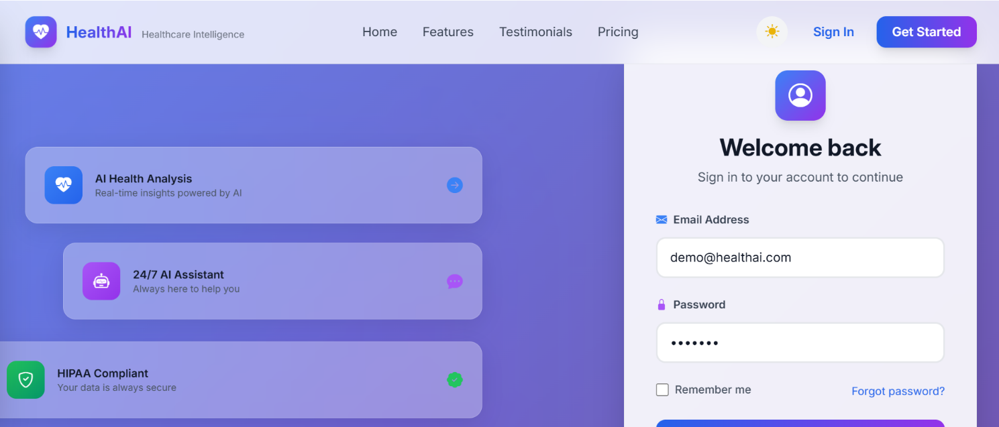 HealthAI Healthcare Intelligence Home Features Testimonials Pricing Sign In Get Started
AI Health Analysis
Real-time insights powered by AI
24/7 AI Assistant
Always here to help you
HIPAA Compliant
Your data is always secure
Welcome back
Sign in to your account to continue
Email Address
demo@healthai.com
Password
•••••••
Remember me Forgot password?